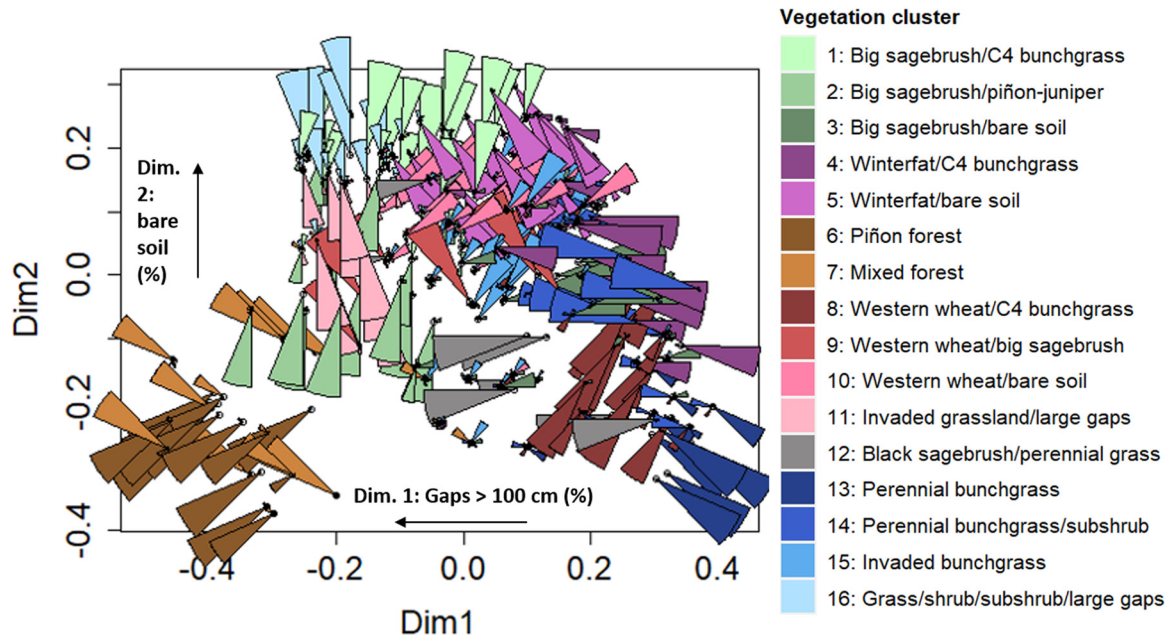 Vegetation cluster
1: Big sagebrush/C4 bunchgrass
2: Big sagebrush/piñon-juniper
3: Big sagebrush/bare soil
4: Winterfat/C4 bunchgrass
5: Winterfat/bare soil
6: Piñon forest
7: Mixed forest
8: Western wheat/C4 bunchgrass
9: Western wheat/big sagebrush
10: Western wheat/bare soil
11: Invaded grassland/large gaps
12: Black sagebrush/perennial grass
13: Perennial bunchgrass
14: Perennial bunchgrass/subshrub
15: Invaded bunchgrass
16: Grass/shrub/subshrub/large gaps
Dim2
0.2
0.0
-0.2
-0.4
Dim.
2:
bare
soil
(%)
Dim. 1: Gaps > 100 cm (%)
-0.4
-0.2
0.0
0.2
0.4
Dim1